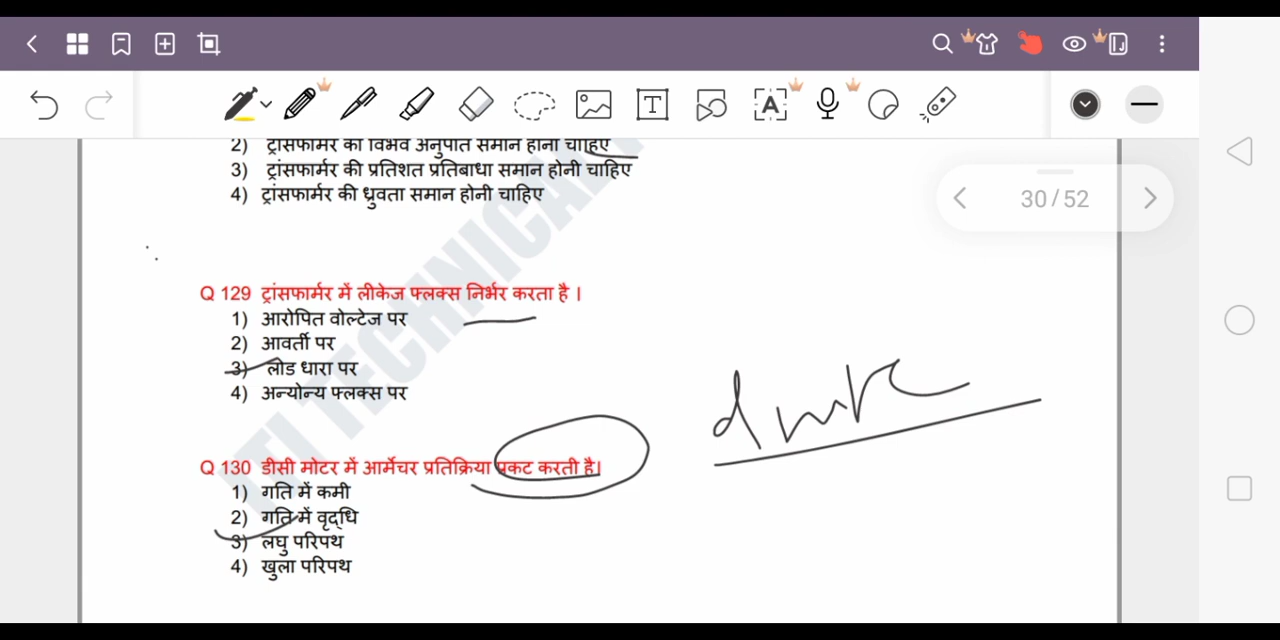 30/52
2) ट्रांसफार्मर का विभव अनुपात समान होना चाहिए
3) ट्रांसफार्मर की प्रतिशत प्रतिबाधा समान होनी चाहिए
4) ट्रांसफार्मर की ध्रुवता समान होनी चाहिए
Q 129 ट्रांसफार्मर में लीकेज फ्लक्स निर्भर करता है ।
1) आरोपित वोल्टेज पर
2) आवर्ती पर
3) लोड धारा पर
4) अन्योन्य फ्लक्स पर
Q 130 डीसी मोटर में आर्मेचर प्रतिक्रिया प्रकट करती है।
1) गति में कमी
2) गति में वृद्धि
3) लघु परिपथ
4) खुला परिपथ
ITI TECHNICAL